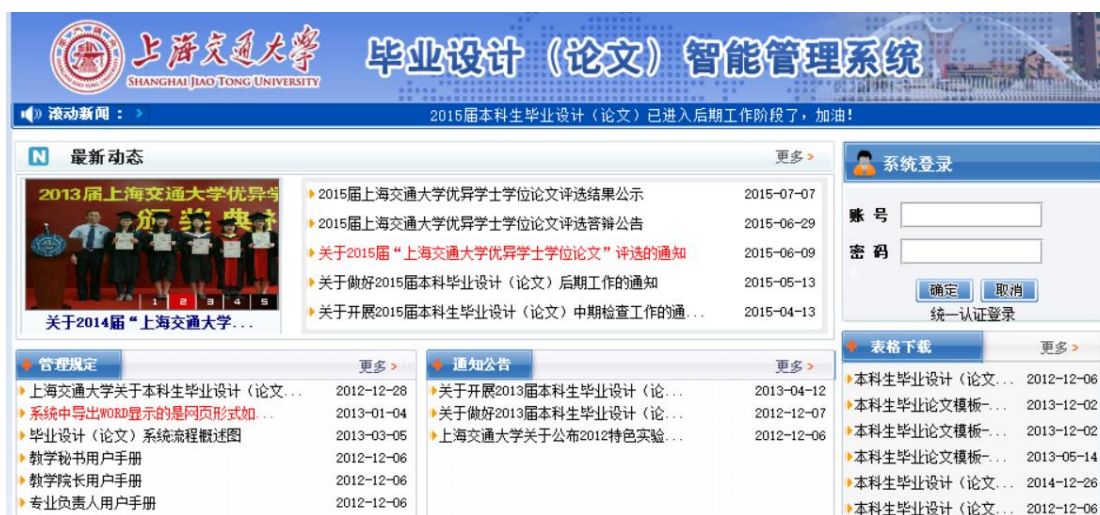 上海交通大学 毕业设计（论文）智能管理系统
SHANGHAI JIAO TONG UNIVERSITY
滚动新闻： > 2015届本科生毕业设计（论文）已进入后期工作阶段了，加油！
N 最新动态 更多>
2013届上海交通大学优异学
颁奖典礼
1 2 3 4 5
关于2014届“上海交通大学...
2015届上海交通大学优异学士学位论文评选结果公示 2015-07-07
2015届上海交通大学优异学士学位论文评选答辩公告 2015-06-29
关于2015届“上海交通大学优异学士学位论文”评选的通知 2015-06-09
关于做好2015届本科毕业设计（论文）后期工作的通知 2015-05-13
关于开展2015届本科毕业设计（论文）中期检查工作的通... 2015-04-13
系统登录
账 号
密 码
确定 取消
统一认证登录
管理规定 更多>
上海交通大学关于本科生毕业设计（论文... 2012-12-28
系统中导出WORD显示的是网页形式如... 2013-01-04
毕业设计（论文）系统流程概述图 2013-03-05
教学秘书用户手册 2012-12-06
教学院长用户手册 2012-12-06
专业负责人用户手册 2012-12-06
通知公告 更多>
关于开展2013届本科生毕业设计（论... 2013-04-12
关于做好2013届本科生毕业设计（论... 2012-12-07
上海交通大学关于公布2012特色实验... 2012-12-06
表格下载 更多>
本科生毕业设计（论文... 2012-12-06
本科生毕业论文模板-... 2013-12-02
本科生毕业论文模板-... 2013-12-02
本科生毕业论文模板-... 2013-05-14
本科生毕业设计（论文... 2014-12-26
本科生毕业设计（论文... 2012-12-06